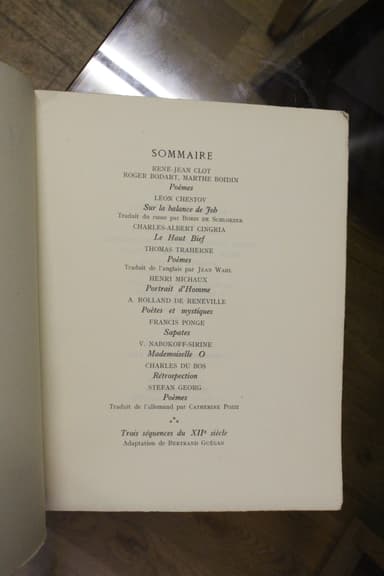 SOMMAIRE
RENÉ-JEAN CLOT
ROGER BODART, MARTHE BOIDIN
Poèmes
LÉON CHESTOV
Sur la balance de Job
Traduit du russe par BORIS DE SCHLOEZER
CHARLES-ALBERT CINGRIA
Le Haut Bief
THOMAS TRAHERNE
Poèmes
Traduit de l'anglais par JEAN WAHL
HENRI MICHAUX
Portrait d'Homme
A. ROLLAND DE RENÉVILLE
Poètes et mystiques
FRANCIS PONGE
Sapates
V. NABOKOFF-SIRINE
Mademoiselle O
CHARLES DU BOS
Rétrospection
STEFAN GEORG
Poèmes
Traduit de l'allemand par CATHERINE POZZI
Trois séquences du XIIe siècle
Adaptation de BERTRAND GUÉGAN